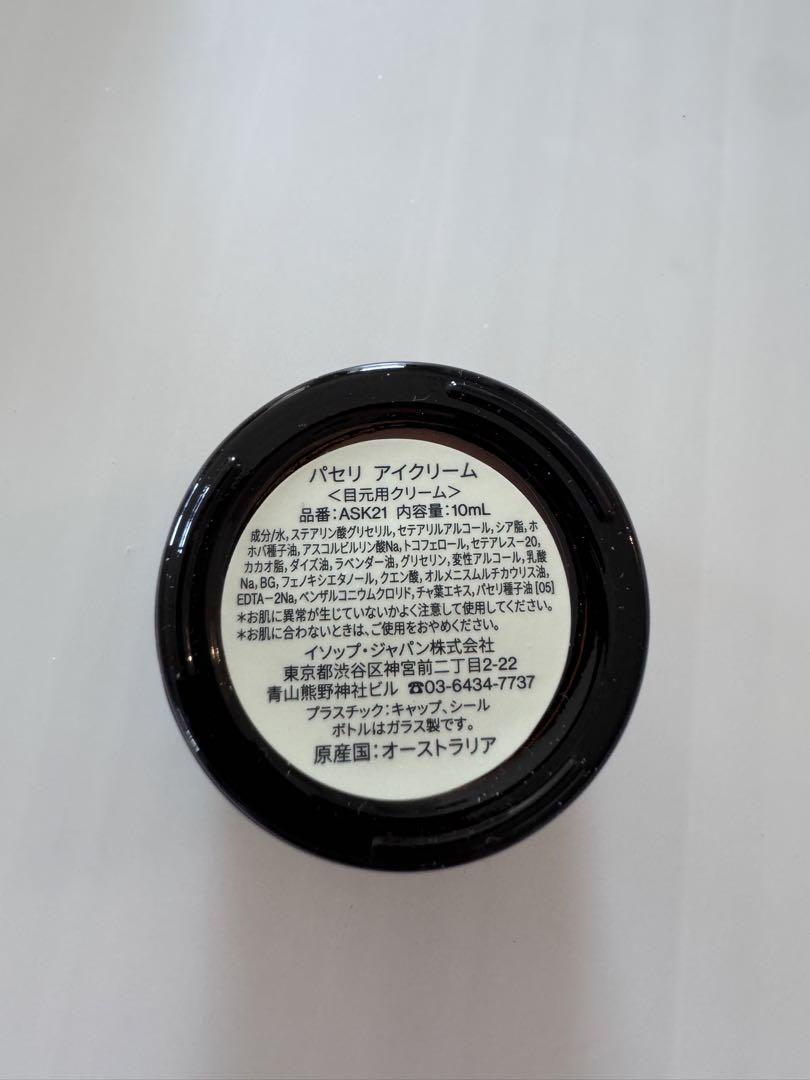 パセリ アイクリーム
<目元用クリーム>
品番:ASK21 内容量:10mL
成分/水,ステアリン酸グリセリル,セテアリルアルコール,シア脂,ホ
ホバ種子油,アスコルビルリン酸Na,トコフェロール,セテアレス-20,
カカオ脂,ダイズ油,ラベンダー油,グリセリン,変性アルコール,乳酸
Na,BG,フェノキシエタノール,クエン酸,オルメニスムルチカウリス油,
EDTA-2Na,ベンザルコニウムクロリド,チャ葉エキス,パセリ種子油 [05]
*お肌に異常が生じていないかよく注意して使用してください。
*お肌に合わないときは、ご使用をおやめください。
イソップ・ジャパン株式会社
東京都渋谷区神宮前二丁目2-22
青山熊野神社ビル ☎03-6434-7737
プラスチック:キャップ、シール
ボトルはガラス製です。
原産国:オーストラリア